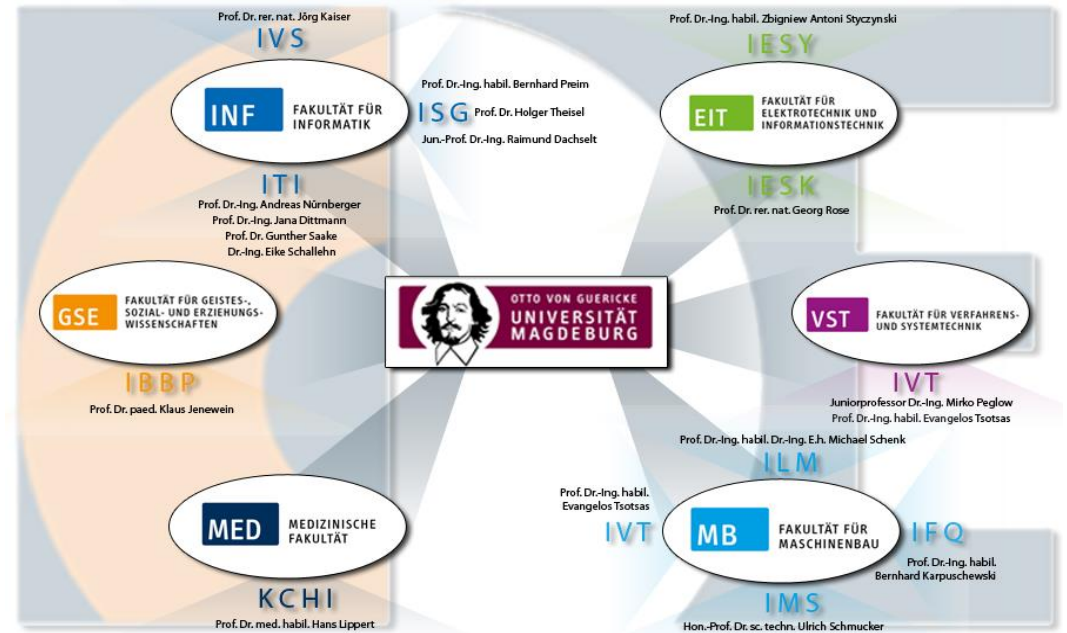 Prof. Dr. rer. nat. Jörg Kaiser
IVS
INF
FAKULTÄT FÜR
INFORMATIK
Prof. Dr.-Ing. habil. Bernhard Preim
ISG
Prof. Dr. Holger Theisel
Jun.-Prof. Dr.-Ing. Raimund Dachselt
ITI
Prof. Dr.-Ing. Andreas Nürnberger
Prof. Dr.-Ing. Jana Dittmann
Prof. Dr. Gunther Saake
Dr.-Ing. Eike Schallehn
Prof. Dr.-Ing. habil. Zbigniew Antoni Styczynski
IESY
EIT
FAKULTÄT FÜR
ELEKTROTECHNIK UND
INFORMATIONSTECHNIK
IESK
Prof. Dr. rer. nat. Georg Rose
GSE
FAKULTÄT FÜR GEISTES-,
SOZIAL- UND ERZIEHUNGS-
WISSENSCHAFTEN
IBBP
Prof. Dr. paed. Klaus Jenewein
OTTO VON GUERICKE
UNIVERSITÄT
MAGDEBURG
VST
FAKULTÄT FÜR VERFAHRENS-
UND SYSTEMTECHNIK
IVT
Juniorprofessor Dr.-Ing. Mirko Peglow
Prof. Dr.-Ing. habil. Evangelos Tsotsas
MED
MEDIZINISCHE
FAKULTÄT
KCHI
Prof. Dr. med. habil. Hans Lippert
Prof. Dr.-Ing. habil. Dr.-Ing. E.h. Michael Schenk
ILM
Prof. Dr.-Ing. habil.
Evangelos Tsotsas
IVT
MB
FAKULTÄT FÜR
MASCHINENBAU
IFQ
Prof. Dr.-Ing. habil.
Bernhard Karpuschewski
IMS
Hon.-Prof. Dr. sc. techn. Ulrich Schmucker